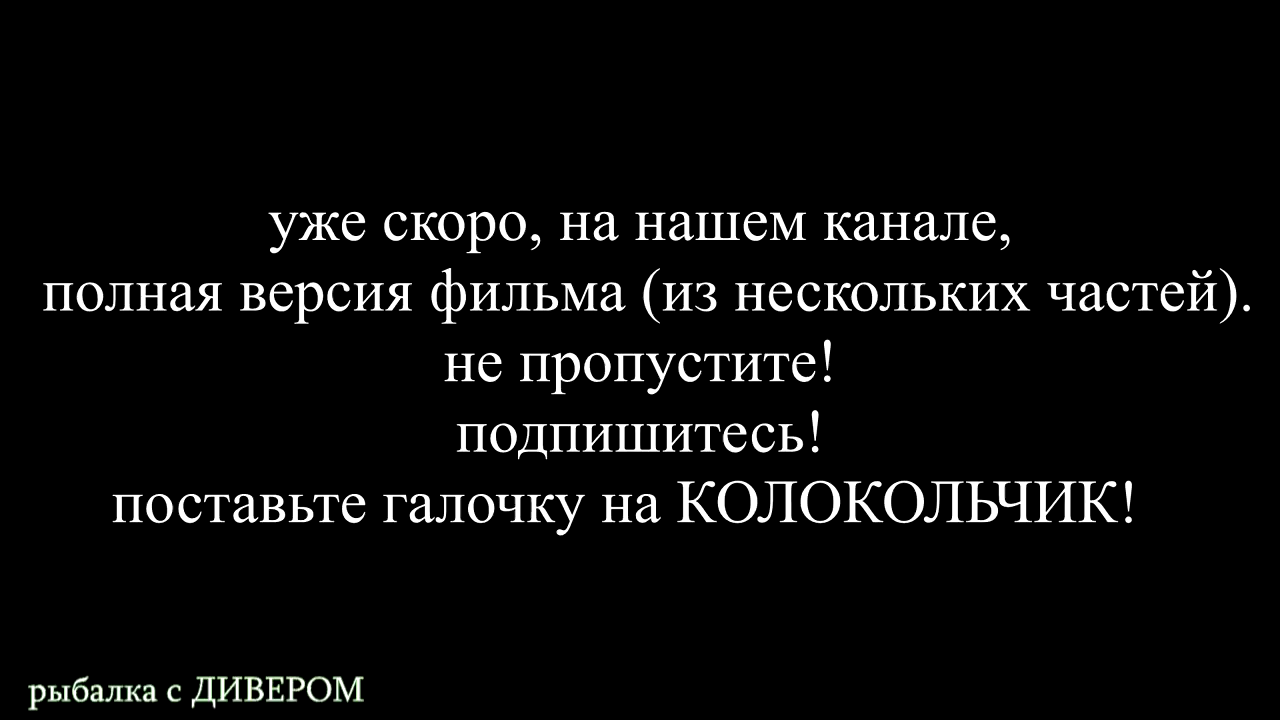 уже скоро, на нашем канале,
полная версия фильма (из нескольких частей).
не пропустите!
подпишитесь!
поставьте галочку на КОЛОКОЛЬЧИК!
рыбалка с ДИВЕРОМ